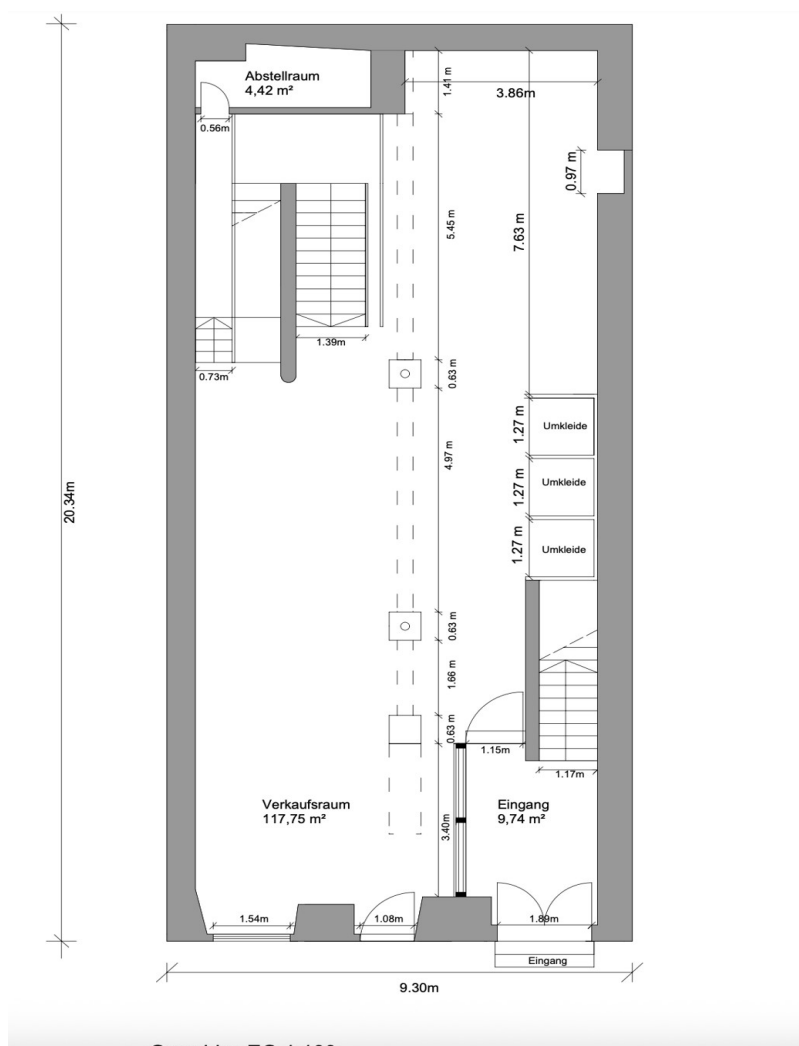 Abstellraum
4,42 m²
1.41 m
3.86m
0.56m
0.97 m
5.45 m
7.63 m
1.39m
0.73m
0.63 m
1.27 m
Umkleide
4.97 m
1.27 m
Umkleide
20.34m
1.27 m
Umkleide
0.63 m
1.66 m
0.63 m
1.15m
1.17m
Verkaufsraum
117,75 m²
Eingang
9,74 m²
3.40m
1.54m
1.08m
1.89m
Eingang
9.30m